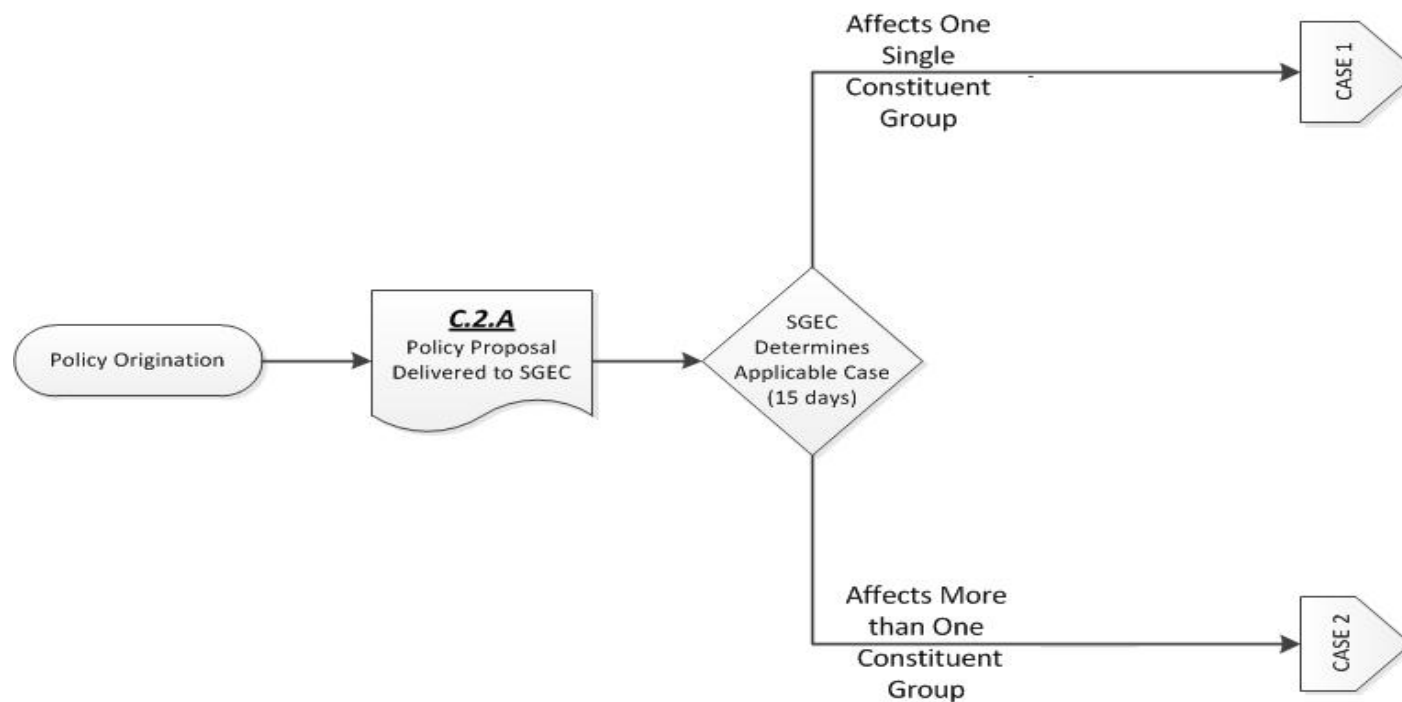 Affects One
Single
Constituent
Group
CASE 1
Policy Origination
C.2.A
Policy Proposal
Delivered to SGEC
SGEC
Determines
Applicable Case
(15 days)
Affects More
than One
Constituent
Group
CASE 2